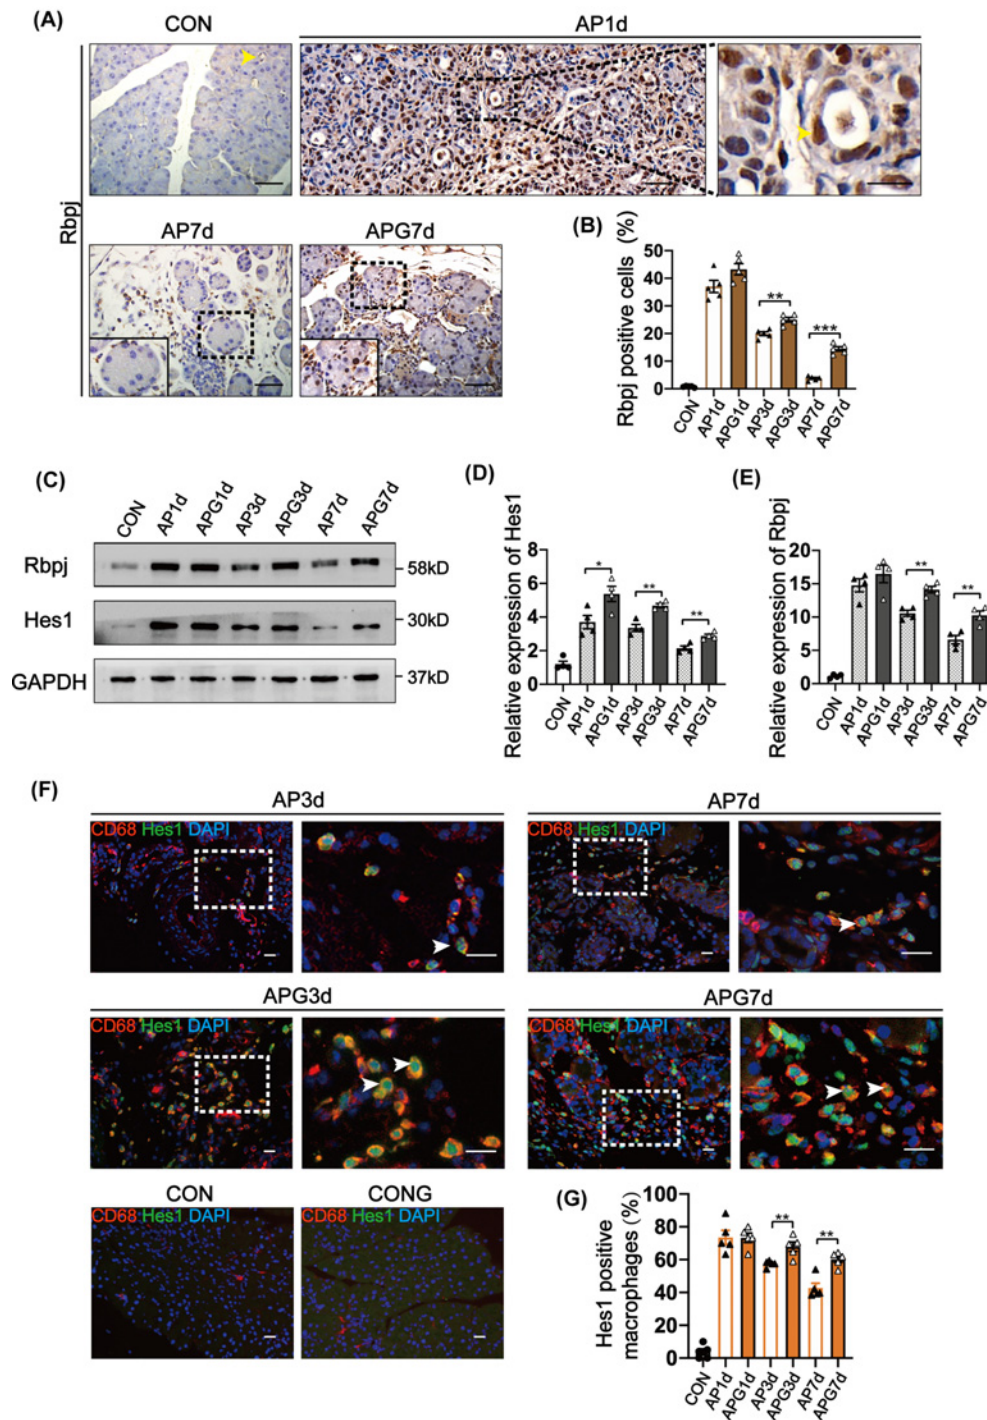 (A)
CON
AP1d
Rbpj
AP7d
APG7d
(B)
Rbpj positive cells (%)
50
40
30
20
10
0
**
***
CON
AP1d
APG1d
AP3d
APG3d
AP7d
APG7d
(C)
CON
AP1d
APG1d
AP3d
APG3d
AP7d
APG7d
Rbpj
58kD
Hes1
30kD
GAPDH
37kD
(D)
Relative expression of Hes1
8
6
4
2
0
*
**
**
CON
AP1d
APG1d
AP3d
APG3d
AP7d
APG7d
(E)
Relative expression of Rbpj
20
15
10
5
0
**
**
CON
AP1d
APG1d
AP3d
APG3d
AP7d
APG7d
(F)
AP3d
AP7d
CD68 Hes1 DAPI
CD68 Hes1 DAPI
APG3d
APG7d
CD68 Hes1 DAPI
CD68 Hes1 DAPI
CON
CONG
CD68 Hes1 DAPI
CD68 Hes1 DAPI
(G)
Hes1 positive
macrophages (%)
100
80
60
40
20
0
**
**
CON
AP1d
APG1d
AP3d
APG3d
AP7d
APG7d